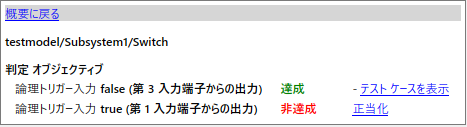 概要に戻る
testmodel/Subsystem1/Switch
判定 オブジェクティブ
論理トリガー入力 false (第 3 入力端子からの出力) 達成 - テスト ケースを表示
論理トリガー入力 true (第 1 入力端子からの出力) 非達成 正当化